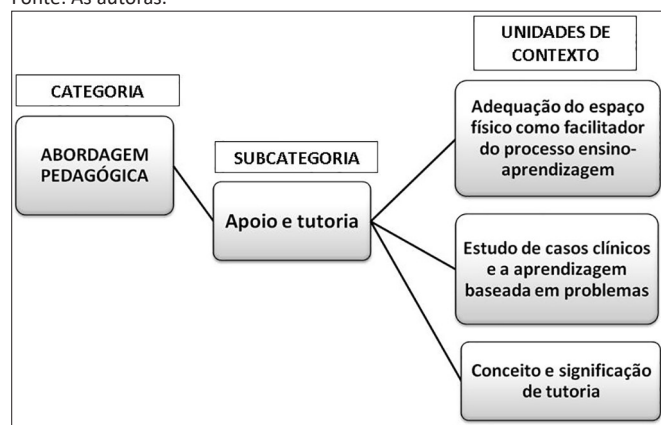 Fonte: As autoras.
UNIDADES DE
CONTEXTO
CATEGORIA
ABORDAGEM
PEDAGÓGICA
SUBCATEGORIA
Apoio e tutoria
Adequação do espaço
físico como facilitador
do processo ensino-
aprendizagem
Estudo de casos clínicos
e a aprendizagem
baseada em problemas
Conceito e significação
de tutoria